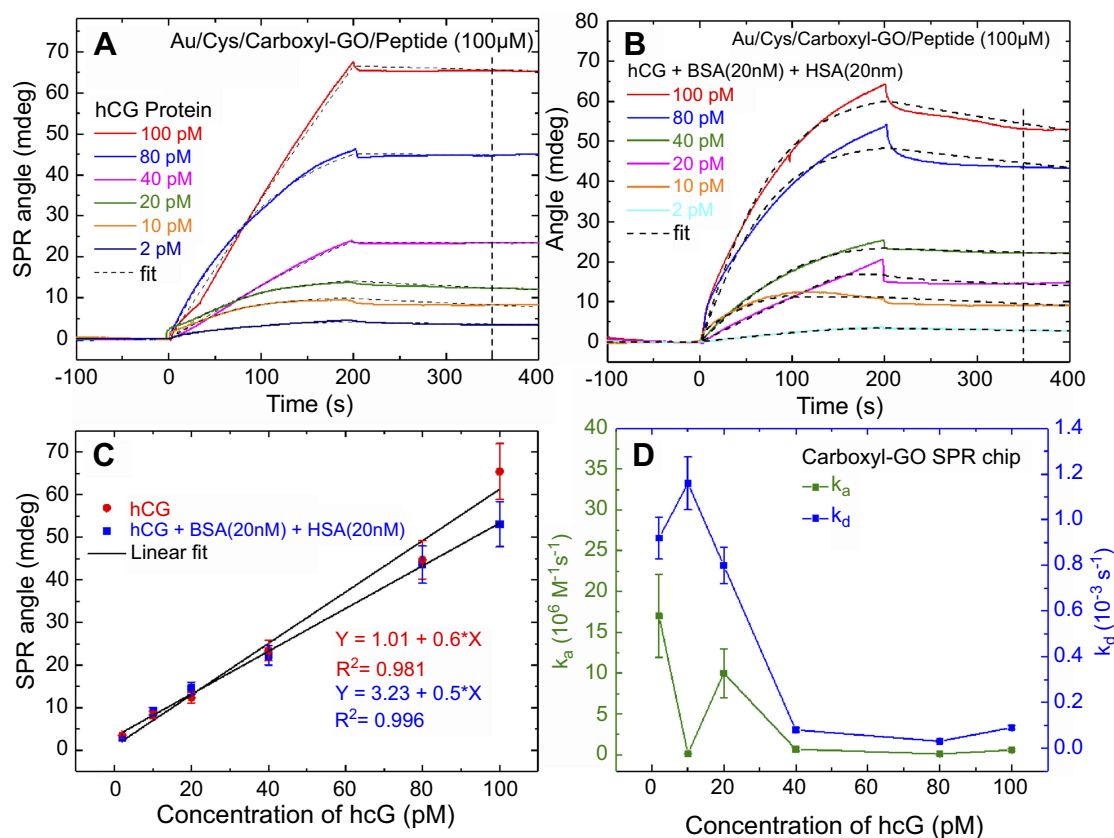 A
Au/Cys/Carboxyl-GO/Peptide (100μM)
hCG Protein
100 pM
80 pM
40 pM
20 pM
10 pM
2 pM
fit
SPR angle (mdeg)
70
60
50
40
30
20
10
0
-100 0 100 200 300 400
Time (s)
B
Au/Cys/Carboxyl-GO/Peptide (100μM)
hCG + BSA(20nM) + HSA(20nm)
100 pM
80 pM
40 pM
20 pM
10 pM
2 pM
fit
Angle (mdeg)
80
70
60
50
40
30
20
10
0
-100 0 100 200 300 400
Time (s)
C
hCG
hCG + BSA(20nM) + HSA(20nM)
Linear fit
Y = 1.01 + 0.6*X
R²= 0.981
Y = 3.23 + 0.5*X
R²= 0.996
SPR angle (mdeg)
70
60
50
40
30
20
10
0
0 20 40 60 80 100
Concentration of hcG (pM)
D
Carboxyl-GO SPR chip
kₐ
k_d
kₐ (10⁶ M⁻¹s⁻¹)
40
35
30
25
20
15
10
5
0
k_d (10⁻³ s⁻¹)
1.4
1.2
1.0
0.8
0.6
0.4
0.2
0.0
0 20 40 60 80 100
Concentration of hcG (pM)